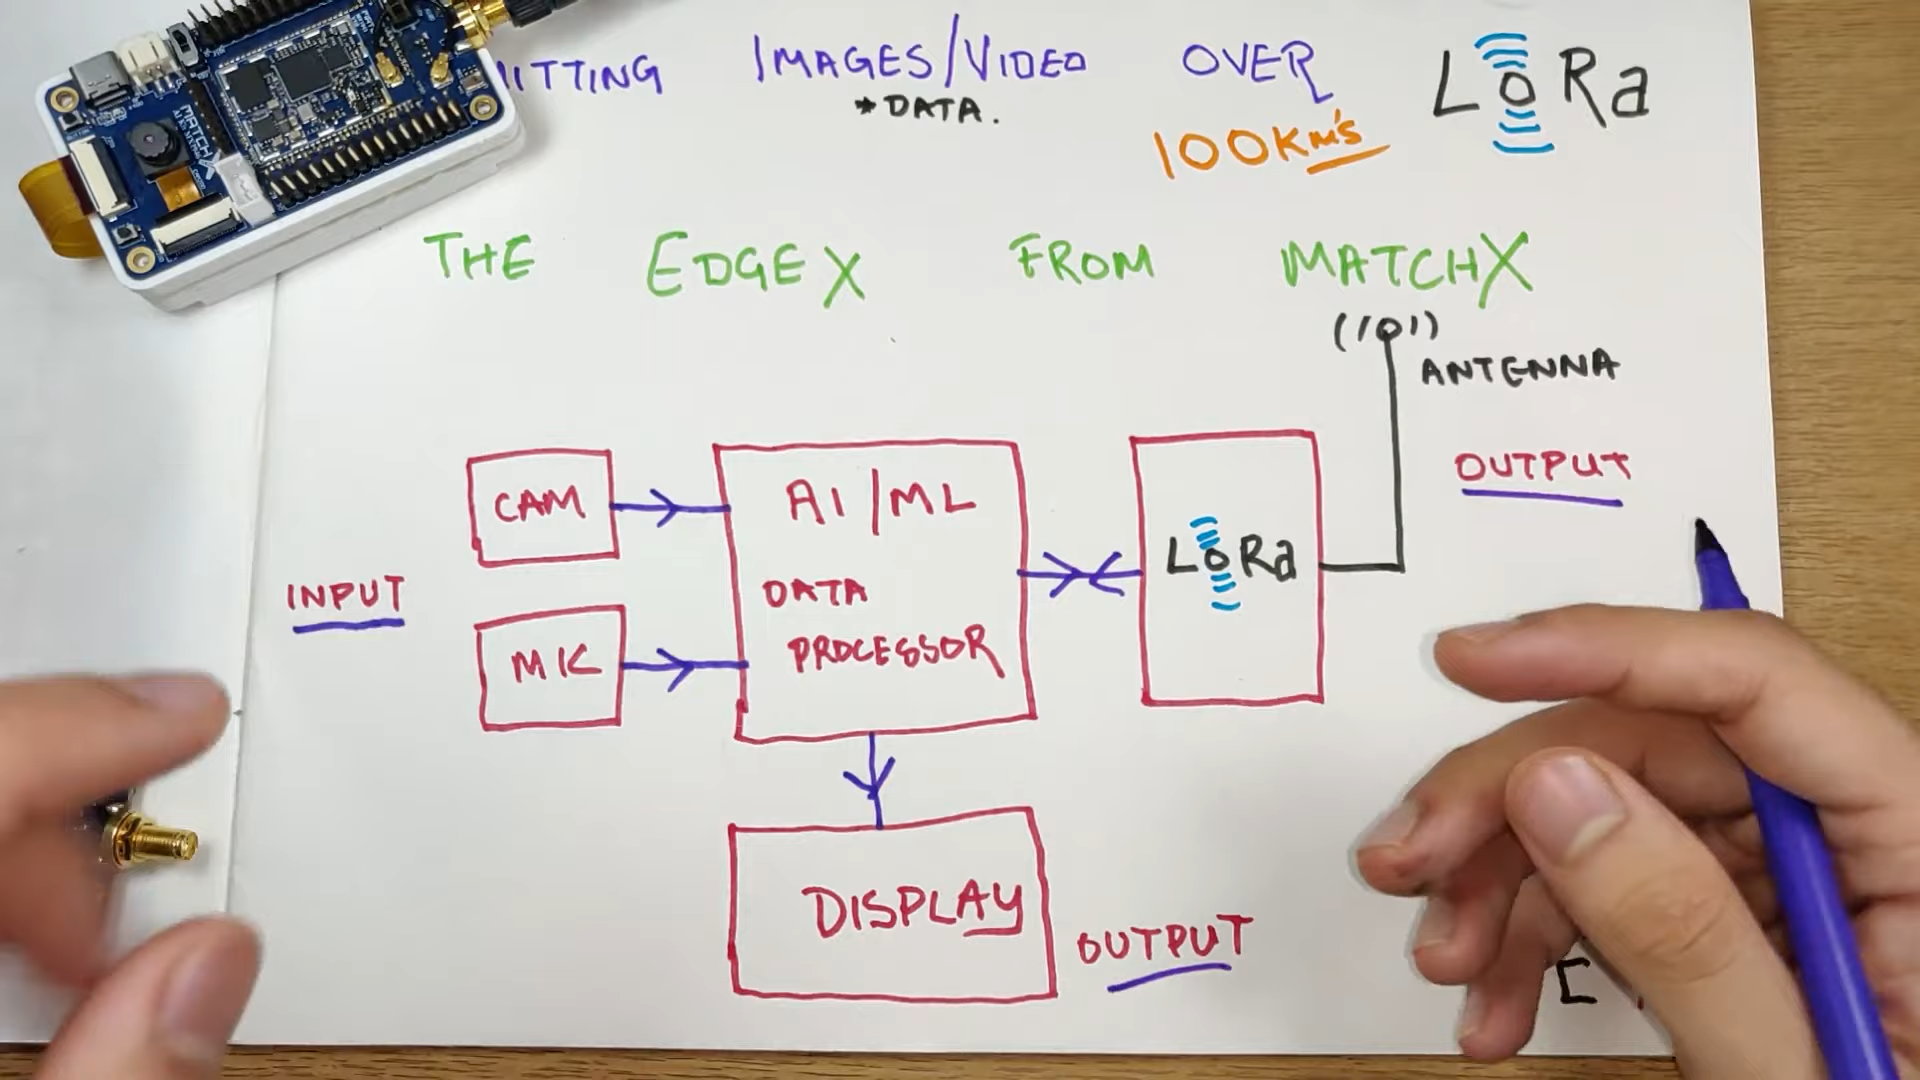 ITTING IMAGES/VIDEO OVER LoRa
*DATA.
100KM'S
THE EDGEX FROM MATCHX
ANTENNA
OUTPUT
CAM
AI/ML
LoRa
INPUT
DATA
MIC
PROCESSOR
DISPLAY
OUTPUT
MATCHX